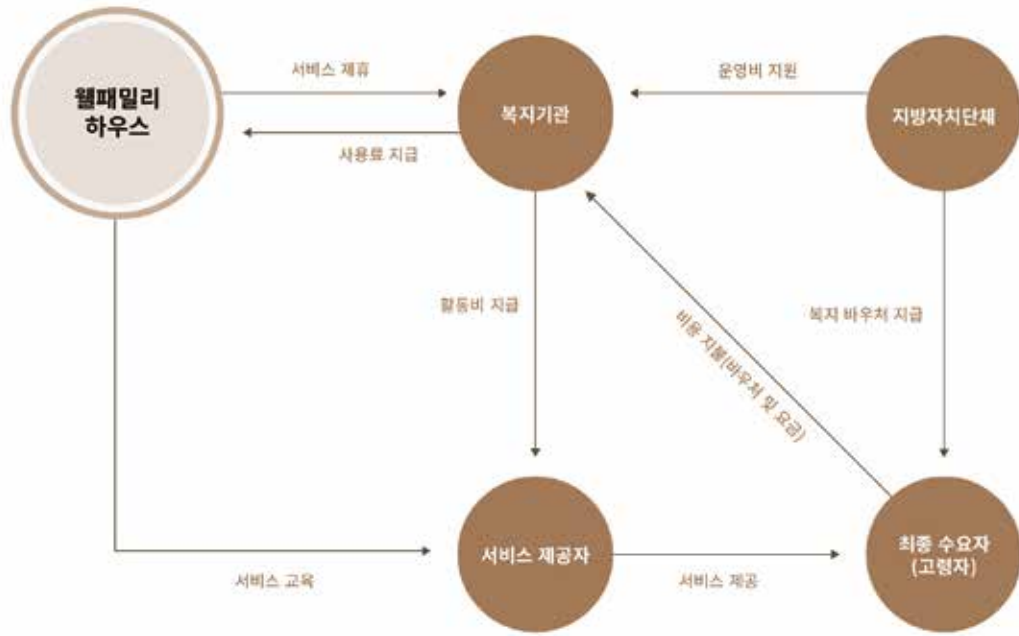 웰패밀리
하우스
서비스 제휴
복지기관
운영비 지원
지방자치단체
사용료 지급
활동비 지급
비용 지불(바우처 및 요금)
복지 바우처 지급
서비스 제공자
최종 수요자
(고령자)
서비스 교육
서비스 제공